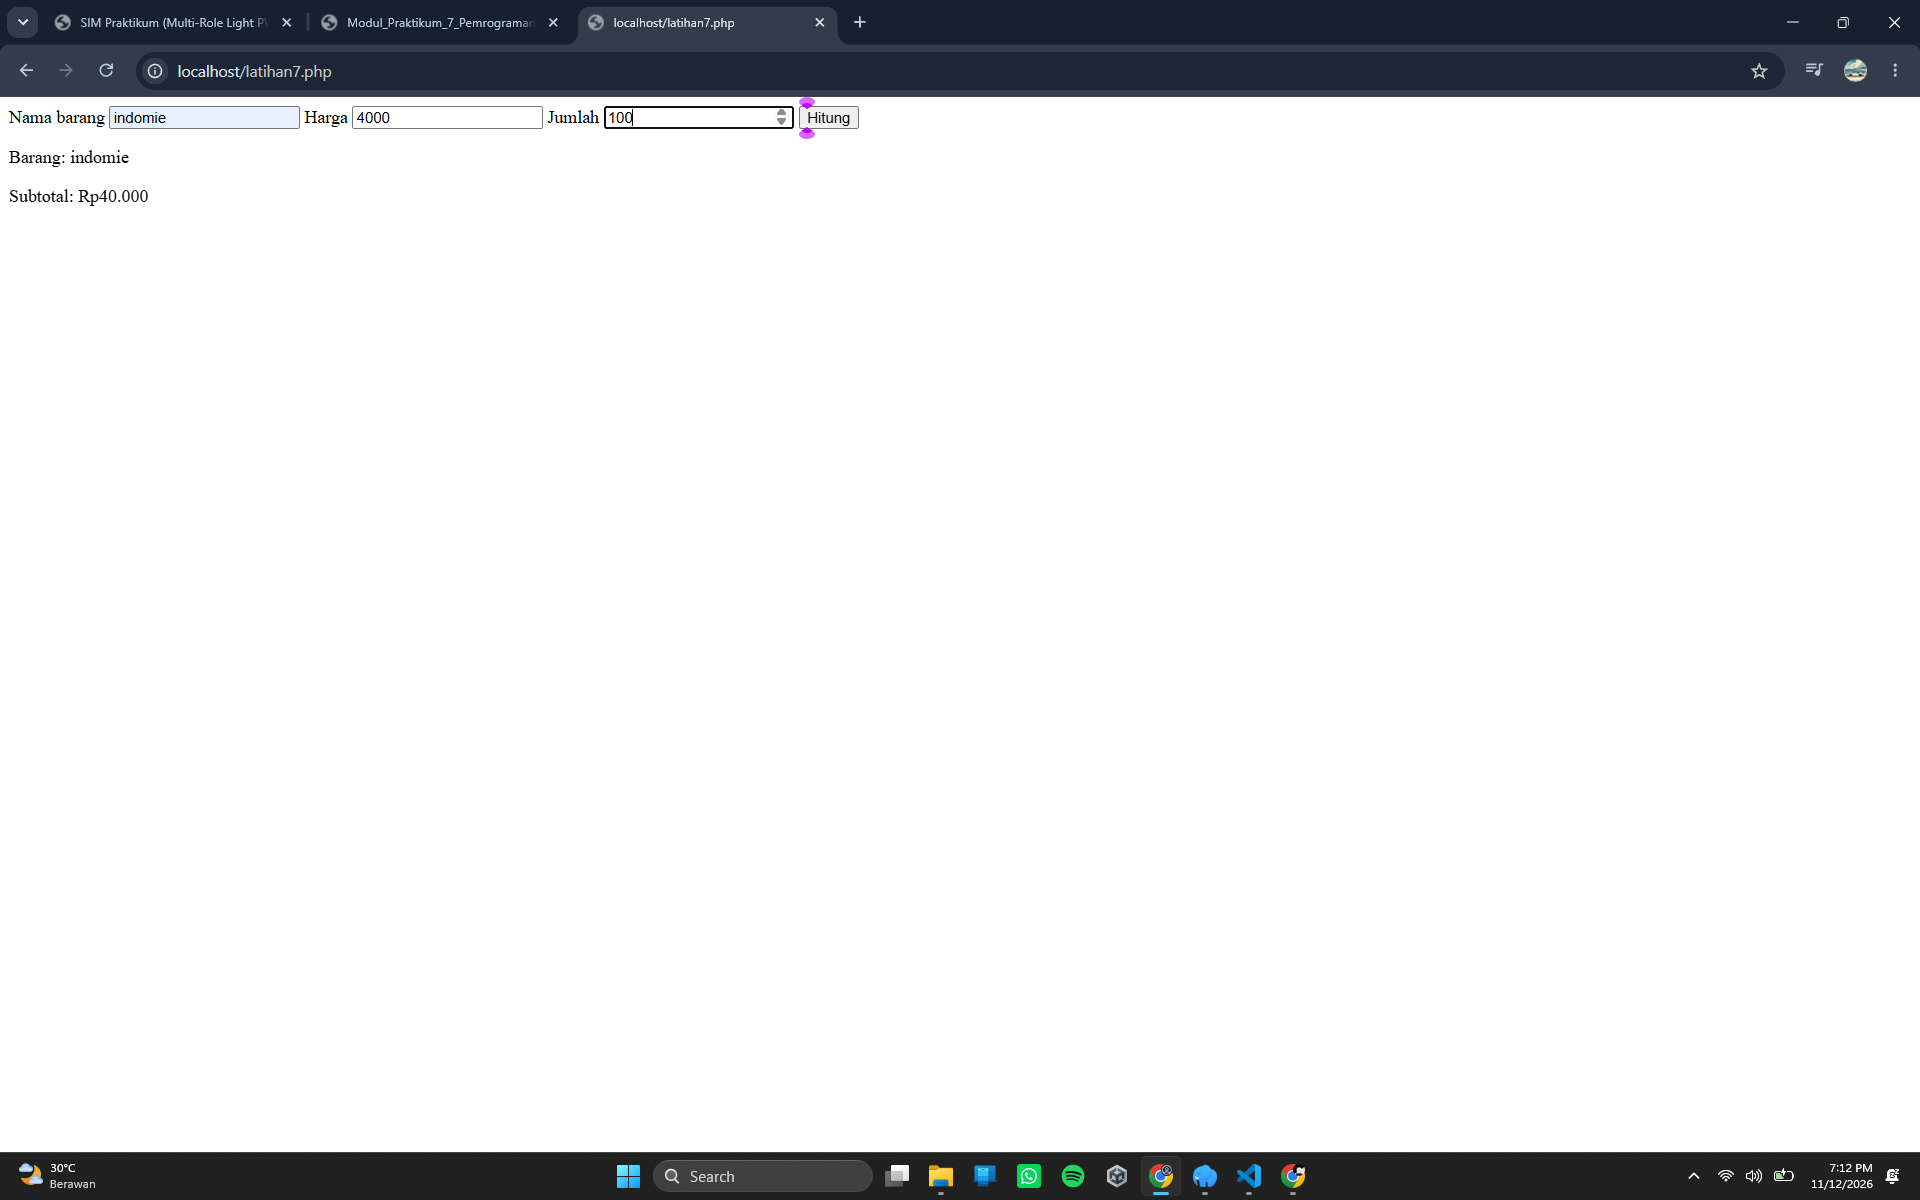 SIM Praktikum (Multi-Role Light P
Modul_Praktikum_7_Pemrograman
localhost/latihan7.php
localhost/latihan7.php
Nama barang indomie Harga 4000 Jumlah 100 Hitung
Barang: indomie
Subtotal: Rp40.000
30°C
Berawan
Search
7:12 PM
11/12/2026